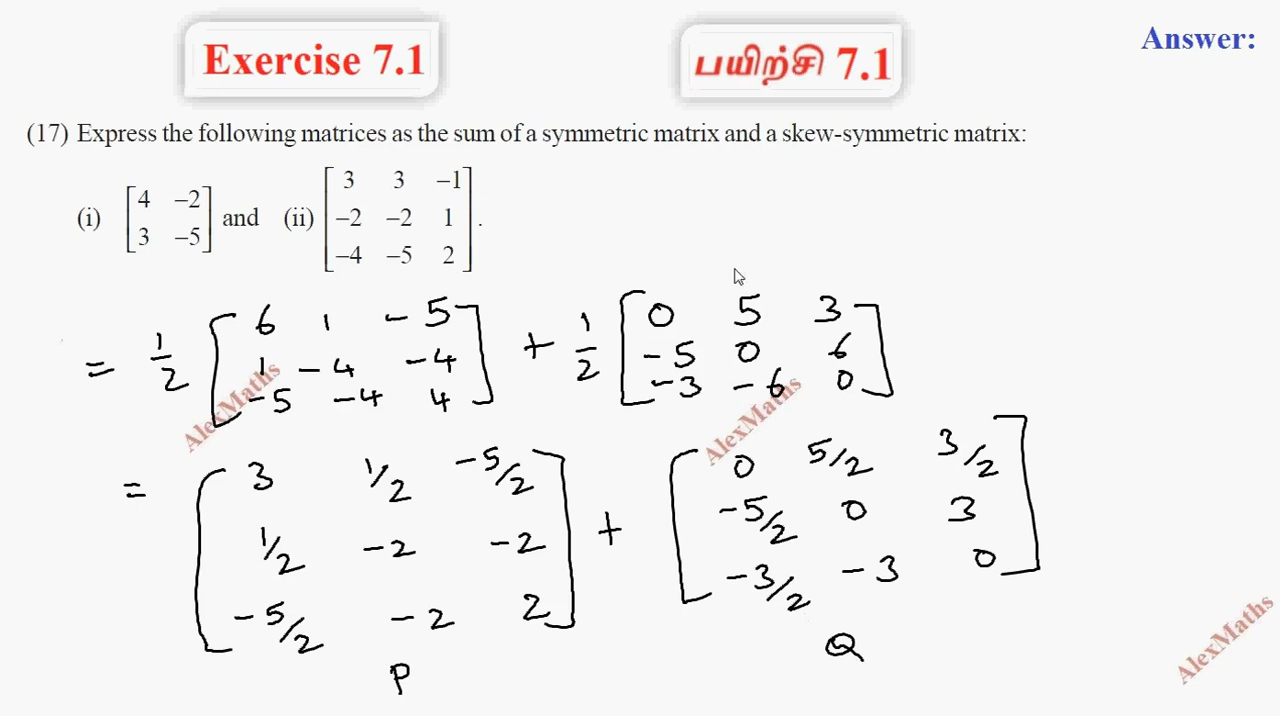 Exercise 7.1
பயிற்சி 7.1
Answer:
(17) Express the following matrices as the sum of a symmetric matrix and a skew-symmetric matrix:
(i) [4 −2; 3 −5] and (ii) [3 3 −1; −2 −2 1; −4 −5 2].
= 1/2 [6 1 -5; 1 -4 -4; -5 -4 4] + 1/2 [0 5 3; -5 0 6; -3 -6 0]
AlexMaths
AlexMaths
= [3 1/2 -5/2; 1/2 -2 -2; -5/2 -2 2] + [0 5/2 3/2; -5/2 0 3; -3/2 -3 0]
P
Q
AlexMaths